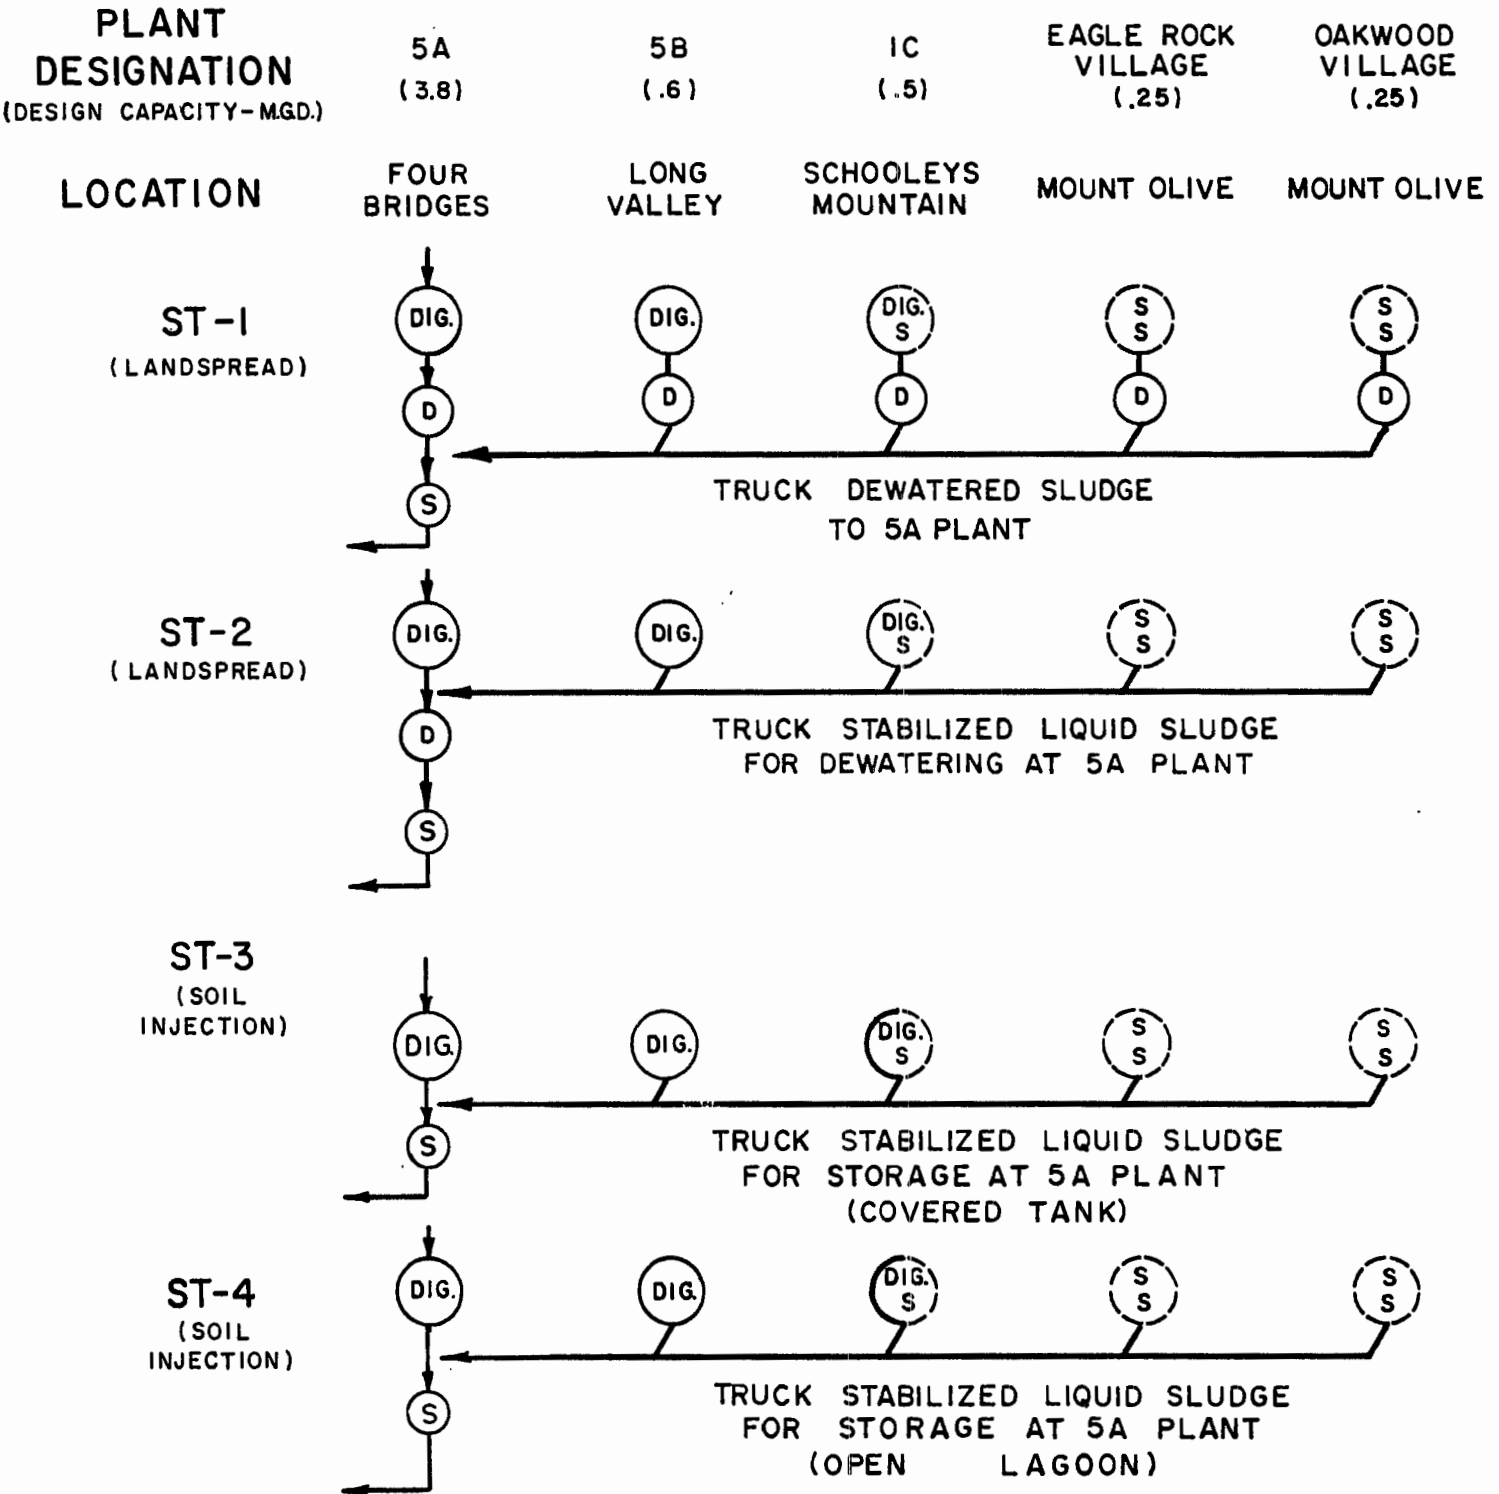 PLANT
DESIGNATION
(DESIGN CAPACITY-M.G.D.)
5A
(3.8)
5B
(.6)
1C
(.5)
EAGLE ROCK
VILLAGE
(.25)
OAKWOOD
VILLAGE
(.25)
LOCATION
FOUR
BRIDGES
LONG
VALLEY
SCHOOLEYS
MOUNTAIN
MOUNT OLIVE
MOUNT OLIVE
ST-1
(LANDSPREAD)
DIG.
D
S
DIG.
D
DIG.
S
D
S
S
D
S
S
D
TRUCK DEWATERED SLUDGE
TO 5A PLANT
ST-2
(LANDSPREAD)
DIG.
D
S
DIG.
DIG.
S
S
S
S
S
TRUCK STABILIZED LIQUID SLUDGE
FOR DEWATERING AT 5A PLANT
ST-3
(SOIL
INJECTION)
DIG.
S
DIG.
DIG.
S
S
S
S
S
TRUCK STABILIZED LIQUID SLUDGE
FOR STORAGE AT 5A PLANT
(COVERED TANK)
ST-4
(SOIL
INJECTION)
DIG.
S
DIG.
DIG.
S
S
S
S
S
TRUCK STABILIZED LIQUID SLUDGE
FOR STORAGE AT 5A PLANT
(OPEN LAGOON)